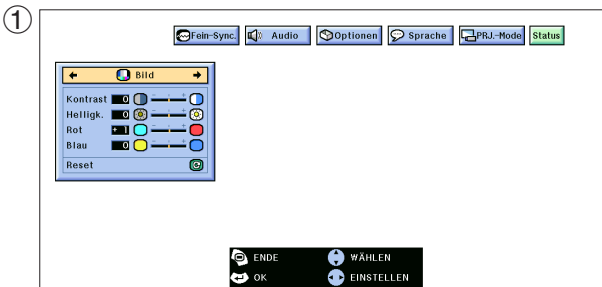 ①
Fein-Sync. Audio Optionen Sprache PRJ.-Mode Status
Bild
Kontrast 0 - +
Helligk. 0 - +
Rot + 1 - +
Blau 0 - +
Reset
ENDE WÄHLEN
OK EINSTELLEN